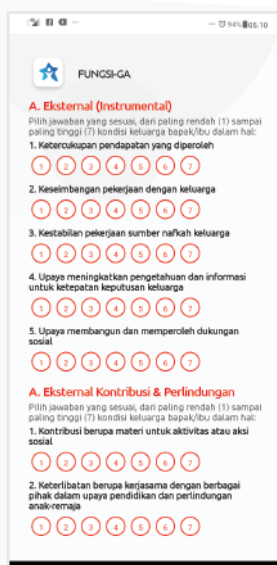 94% 05.10
FUNGSI-GA
A. Eksternal (Instrumental)
Pilih jawaban yang sesuai, dari paling rendah (1) sampai
paling tinggi (7) kondisi keluarga bapak/ibu dalam hal:
1. Ketercukupan pendapatan yang diperoleh
1 2 3 4 5 6 7
2. Keseimbangan pekerjaan dengan keluarga
1 2 3 4 5 6 7
3. Kestabilan pekerjaan sumber nafkah keluarga
1 2 3 4 5 6 7
4. Upaya meningkatkan pengetahuan dan informasi
untuk ketepatan keputusan keluarga
1 2 3 4 5 6 7
5. Upaya membangun dan memperoleh dukungan
sosial
1 2 3 4 5 6 7
A. Eksternal Kontribusi & Perlindungan
Pilih jawaban yang sesuai, dari paling rendah (1) sampai
paling tinggi (7) kondisi keluarga bapak/ibu dalam hal:
1. Kontribusi berupa materi untuk aktivitas atau aksi
sosial
1 2 3 4 5 6 7
2. Keterlibatan berupa kerjasama dengan berbagai
pihak dalam upaya pendidikan dan perlindungan
anak-remaja
1 2 3 4 5 6 7